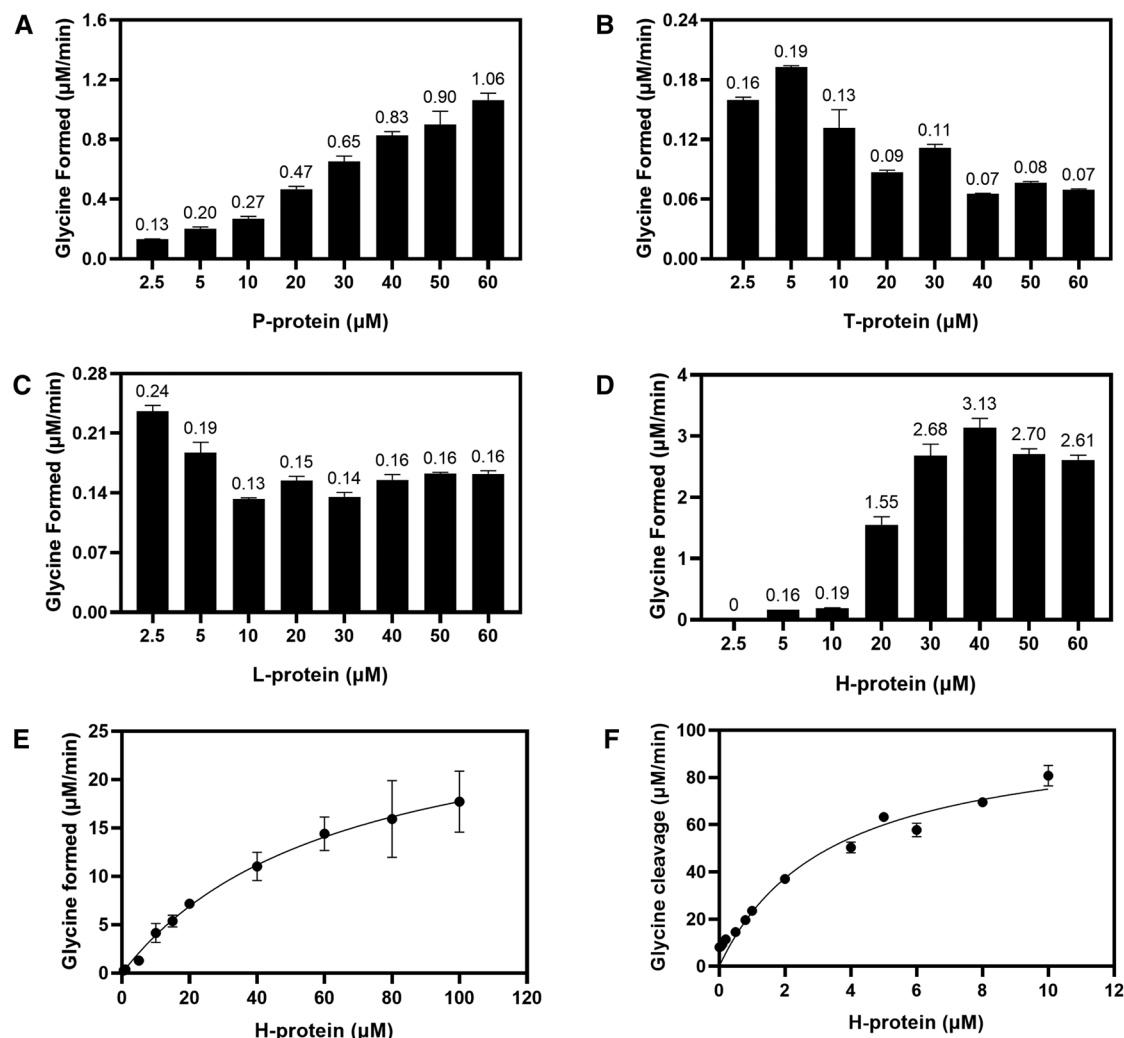 A
Glycine Formed (µM/min)
1.6
1.2
0.8
0.4
0.0
0.13
0.20
0.27
0.47
0.65
0.83
0.90
1.06
2.5 5 10 20 30 40 50 60
P-protein (µM)
B
Glycine Formed (µM/min)
0.24
0.18
0.12
0.06
0.00
0.16
0.19
0.13
0.09
0.11
0.07
0.08
0.07
2.5 5 10 20 30 40 50 60
T-protein (µM)
C
Glycine Formed (µM/min)
0.28
0.21
0.14
0.07
0.00
0.24
0.19
0.13
0.15
0.14
0.16
0.16
0.16
2.5 5 10 20 30 40 50 60
L-protein (µM)
D
Glycine Formed (µM/min)
4
3
2
1
0
0
0.16
0.19
1.55
2.68
3.13
2.70
2.61
2.5 5 10 20 30 40 50 60
H-protein (µM)
E
Glycine formed (µM/min)
25
20
15
10
5
0
0 20 40 60 80 100 120
H-protein (µM)
F
Glycine cleavage (µM/min)
100
80
60
40
20
0
0 2 4 6 8 10 12
H-protein (µM)